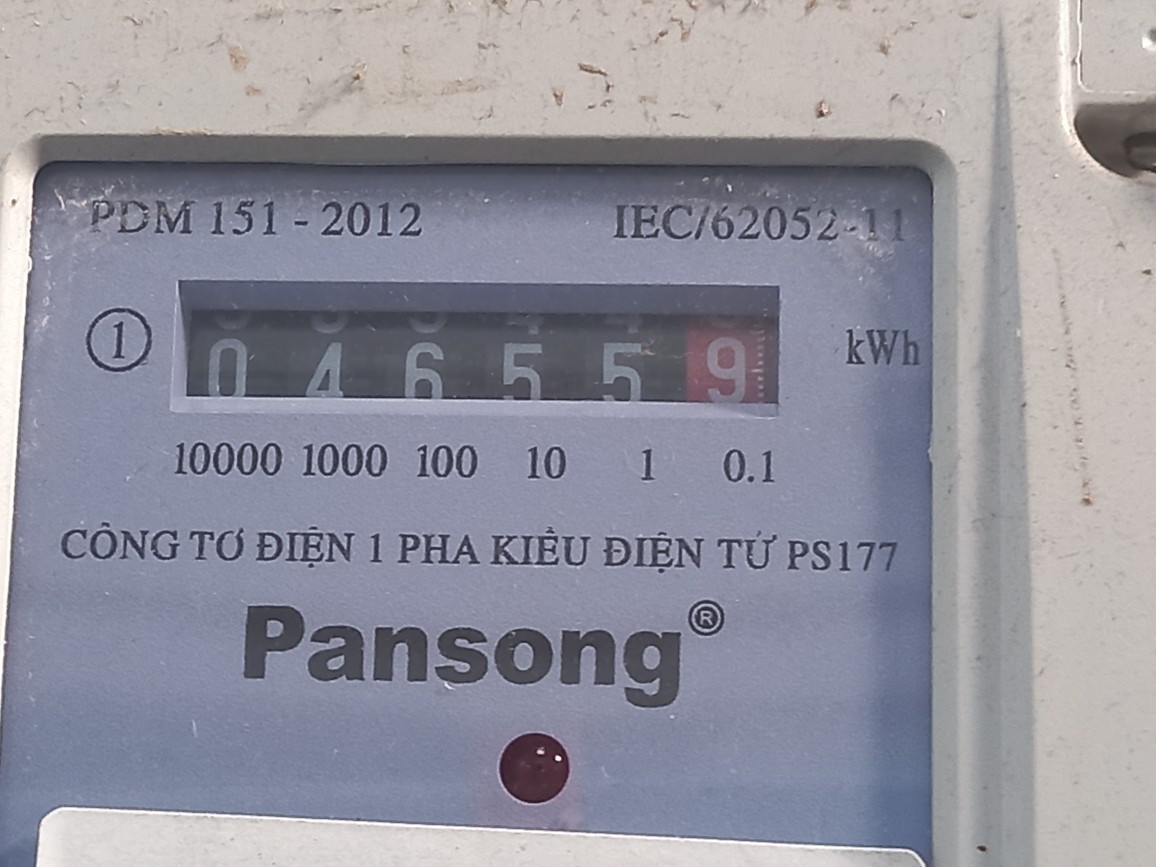 PDM 151 - 2012 IEC/62052-11
1 046559 kWh
10000 1000 100 10 1 0.1
CÔNG TƠ ĐIỆN 1 PHA KIỂU ĐIỆN TỬ PS177
Pansong®